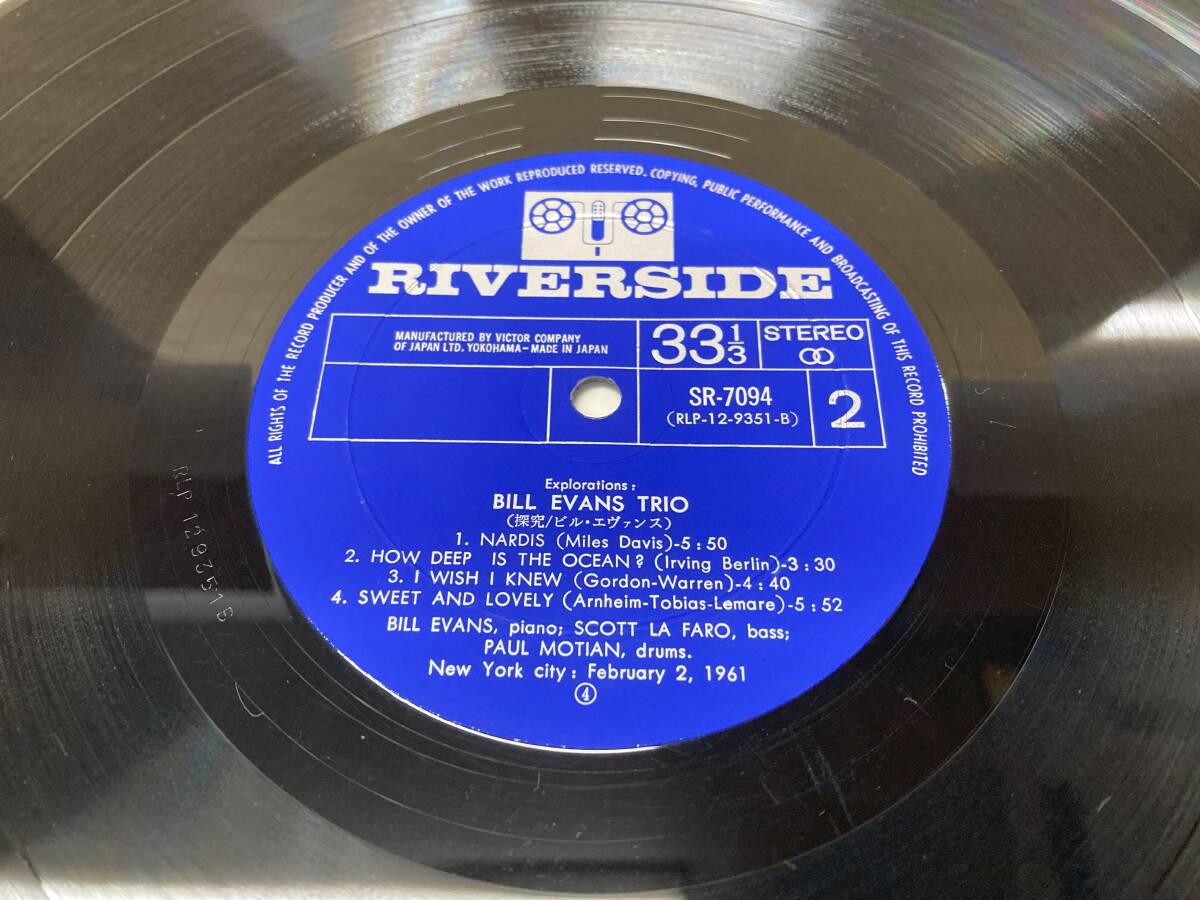 ALL RIGHTS OF THE RECORD PRODUCER AND OF THE OWNER OF THE WORK REPRODUCED RESERVED. COPYING, PUBLIC PERFORMANCE AND BROADCASTING OF THIS RECORD PROHIBITED
RIVERSIDE
MANUFACTURED BY VICTOR COMPANY
OF JAPAN LTD. YOKOHAMA—MADE IN JAPAN
33 1/3
STEREO
SR-7094
(RLP-12-9351-B)
2
Explorations:
BILL EVANS TRIO
(探究/ビル・エヴァンス)
1. NARDIS (Miles Davis)-5:50
2. HOW DEEP IS THE OCEAN? (Irving Berlin)-3:30
3. I WISH I KNEW (Gordon-Warren)-4:40
4. SWEET AND LOVELY (Arnheim-Tobias-Lemare)-5:52
BILL EVANS, piano; SCOTT LA FARO, bass;
PAUL MOTIAN, drums.
New York city: February 2, 1961
④